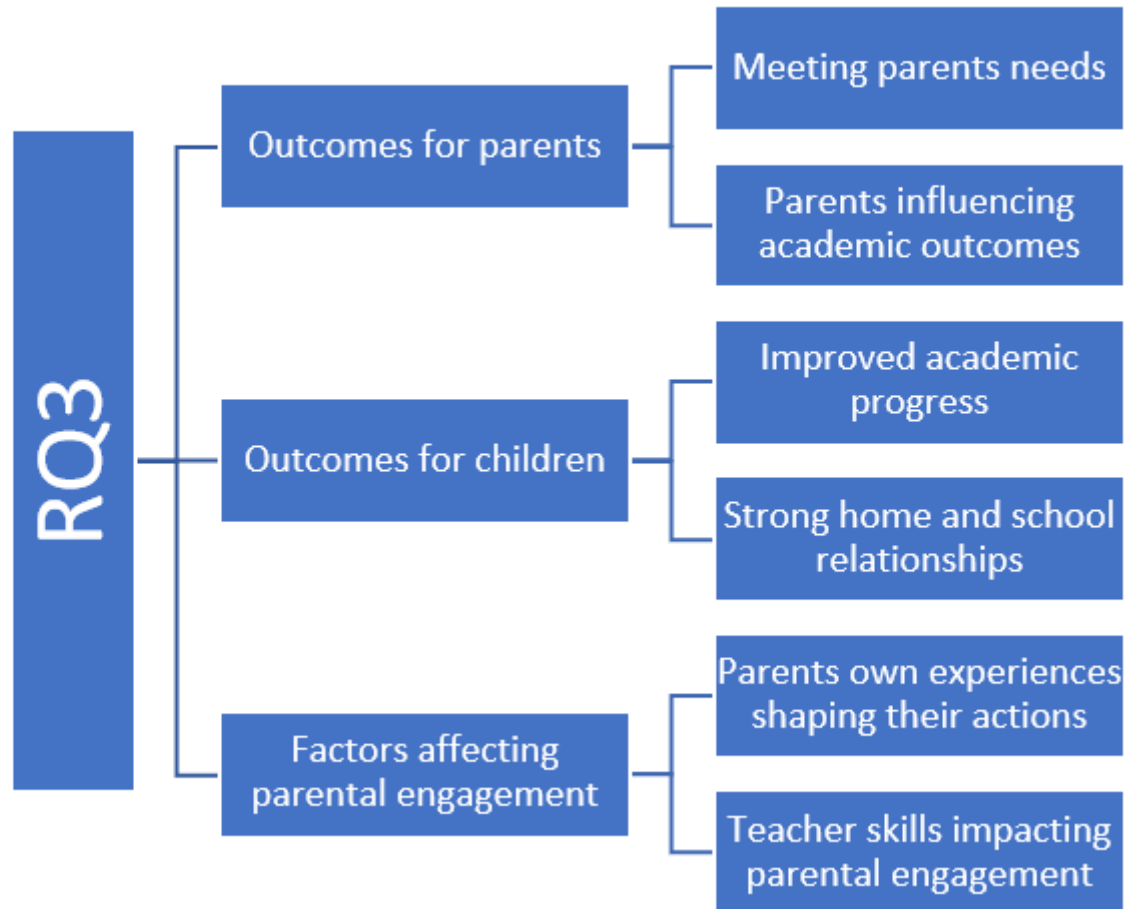 RQ3
Outcomes for parents
Meeting parents needs
Parents influencing
academic outcomes
Outcomes for children
Improved academic
progress
Strong home and school
relationships
Factors affecting
parental engagement
Parents own experiences
shaping their actions
Teacher skills impacting
parental engagement